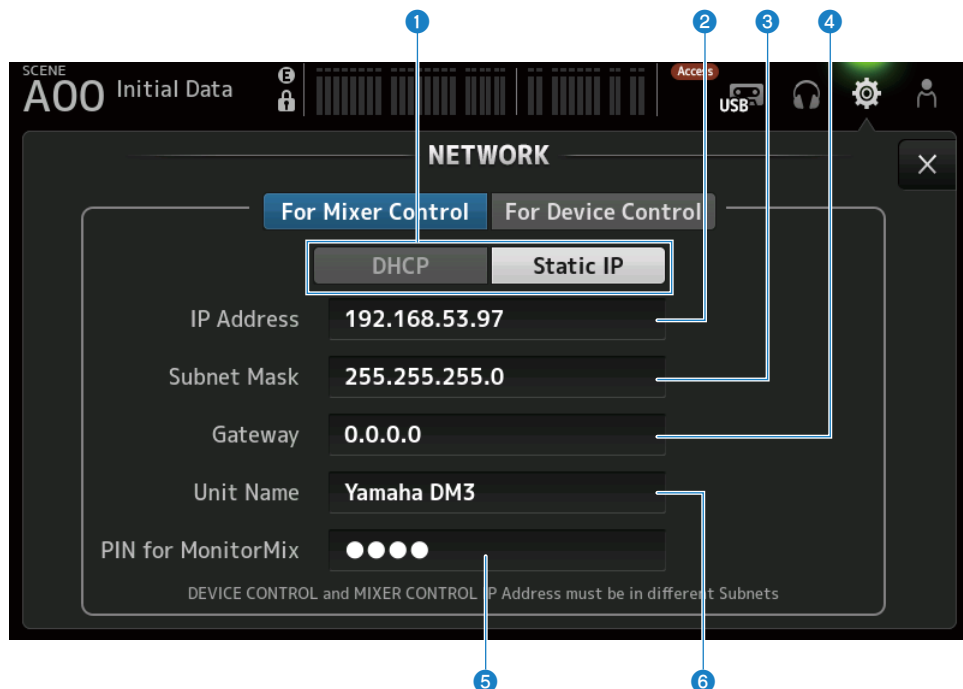 1 2 3 4
SCENE
A00 Initial Data E Access USB
NETWORK
For Mixer Control For Device Control
DHCP Static IP
IP Address 192.168.53.97
Subnet Mask 255.255.255.0
Gateway 0.0.0.0
Unit Name Yamaha DM3
PIN for MonitorMix ●●●●
DEVICE CONTROL and MIXER CONTROL IP Address must be in different Subnets
5 6